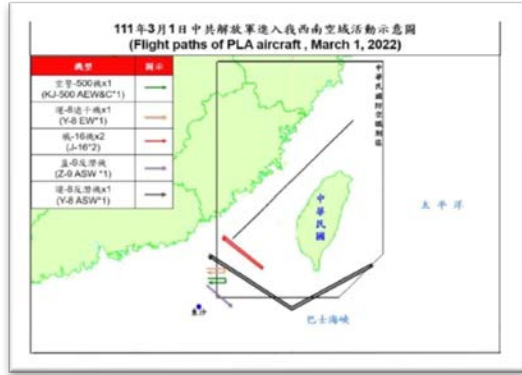 111年3月1日中共解放軍進入我西南空域活動示意圖
(Flight paths of PLA aircraft , March 1, 2022)
機型 圖示
空警-500機x1
(KJ-500 AEW&C*1)
運-8遠干機x1
(Y-8 EW*1)
殲-16機x2
(J-16*2)
直-9反潛機
(Z-9 ASW *1)
運-8反潛機x1
(Y-8 ASW*1)
中華民國防空識別區
中華民國
太平洋
東沙
巴士海峽